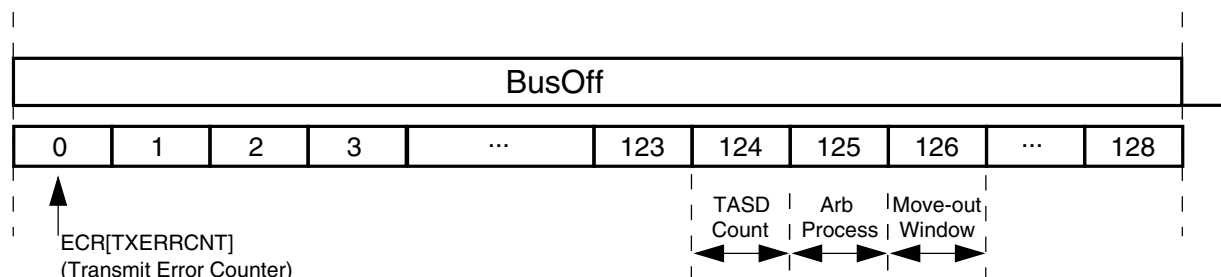 BusOff
0 1 2 3 ... 123 124 125 126 ... 128
TASD Count
Arb Process
Move-out Window
ECR[TXERRCNT]
(Transmit Error Counter)